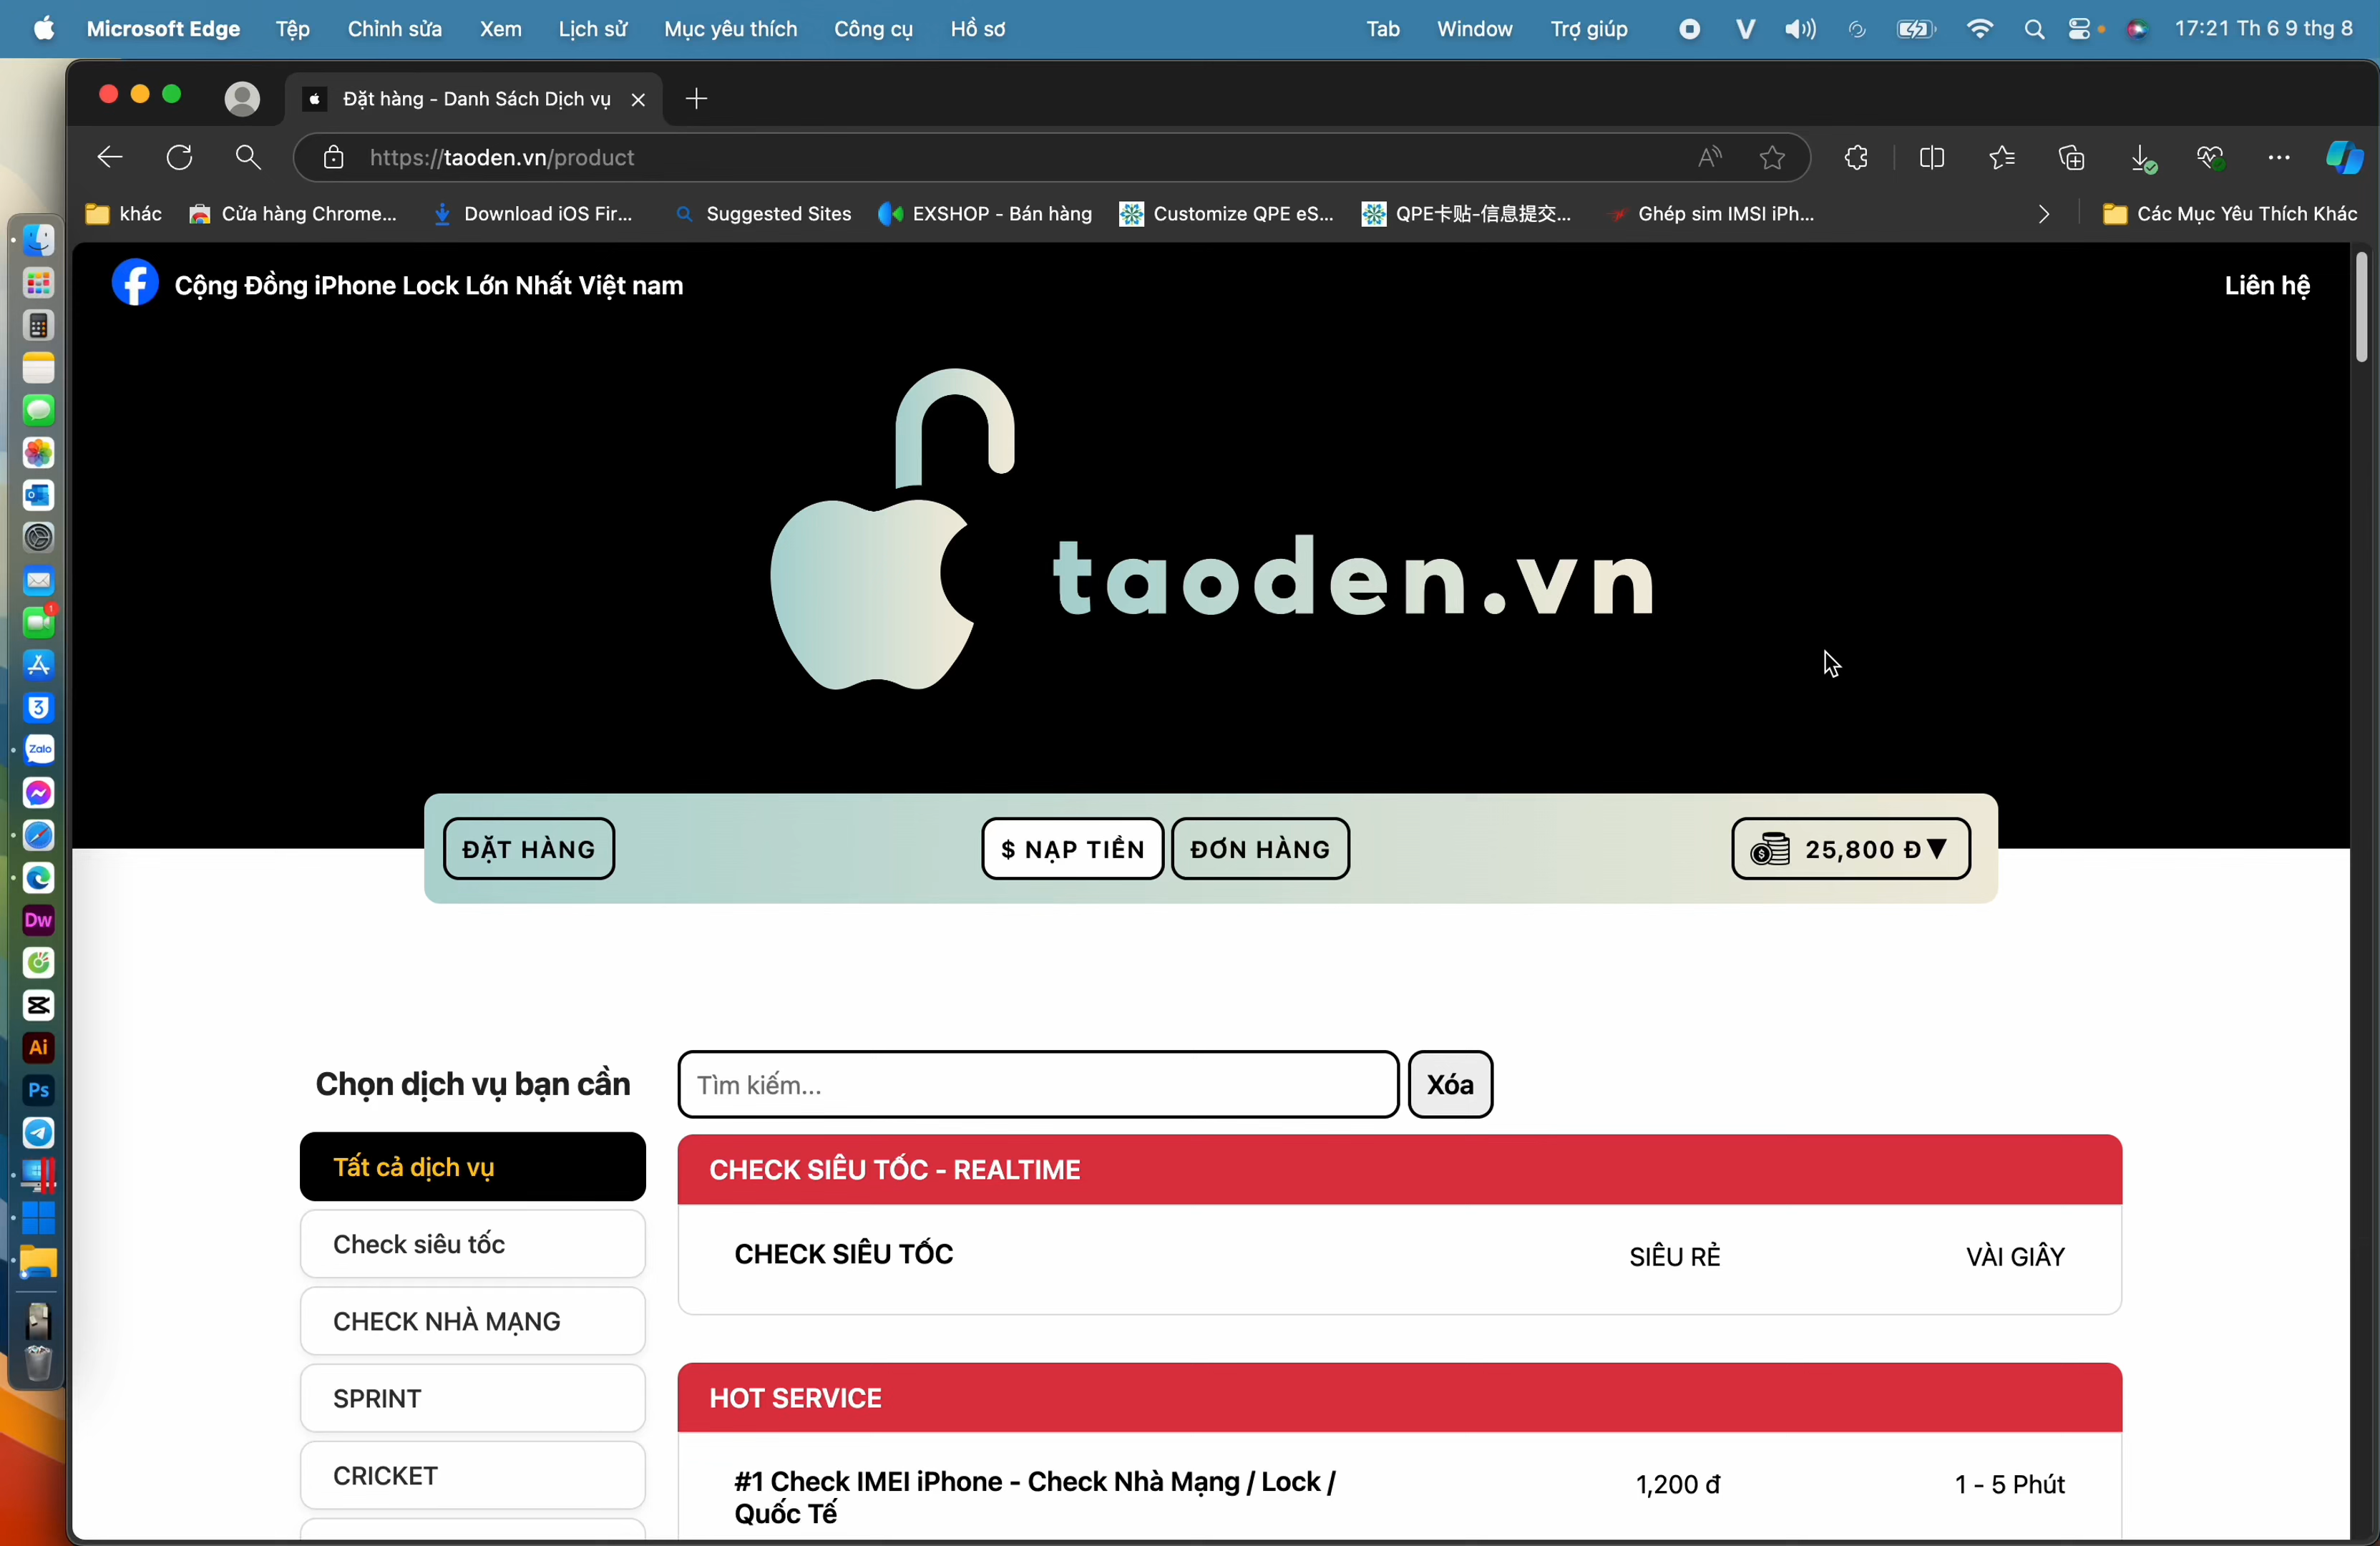 Microsoft Edge Tệp Chỉnh sửa Xem Lịch sử Mục yêu thích Công cụ Hồ sơ Tab Window Trợ giúp V 17:21 Th 6 9 thg 8
Đặt hàng - Danh Sách Dịch vụ
https://taoden.vn/product
khác Cửa hàng Chrome... Download iOS Fir... Suggested Sites EXSHOP - Bán hàng Customize QPE eS... QPE卡贴-信息提交... Ghép sim IMSI iPh... Các Mục Yêu Thích Khác
Cộng Đồng iPhone Lock Lớn Nhất Việt nam
Liên hệ
taoden.vn
ĐẶT HÀNG $ NẠP TIỀN ĐƠN HÀNG 25,800 Đ▼
Chọn dịch vụ bạn cần
Tìm kiếm...
Xóa
Tất cả dịch vụ
Check siêu tốc
CHECK NHÀ MẠNG
SPRINT
CRICKET
CHECK SIÊU TỐC - REALTIME
CHECK SIÊU TỐC SIÊU RẺ VÀI GIÂY
HOT SERVICE
#1 Check IMEI iPhone - Check Nhà Mạng / Lock /
Quốc Tế
1,200 đ
1 - 5 Phút
1
3
Zalo
Dw
Ai
Ps